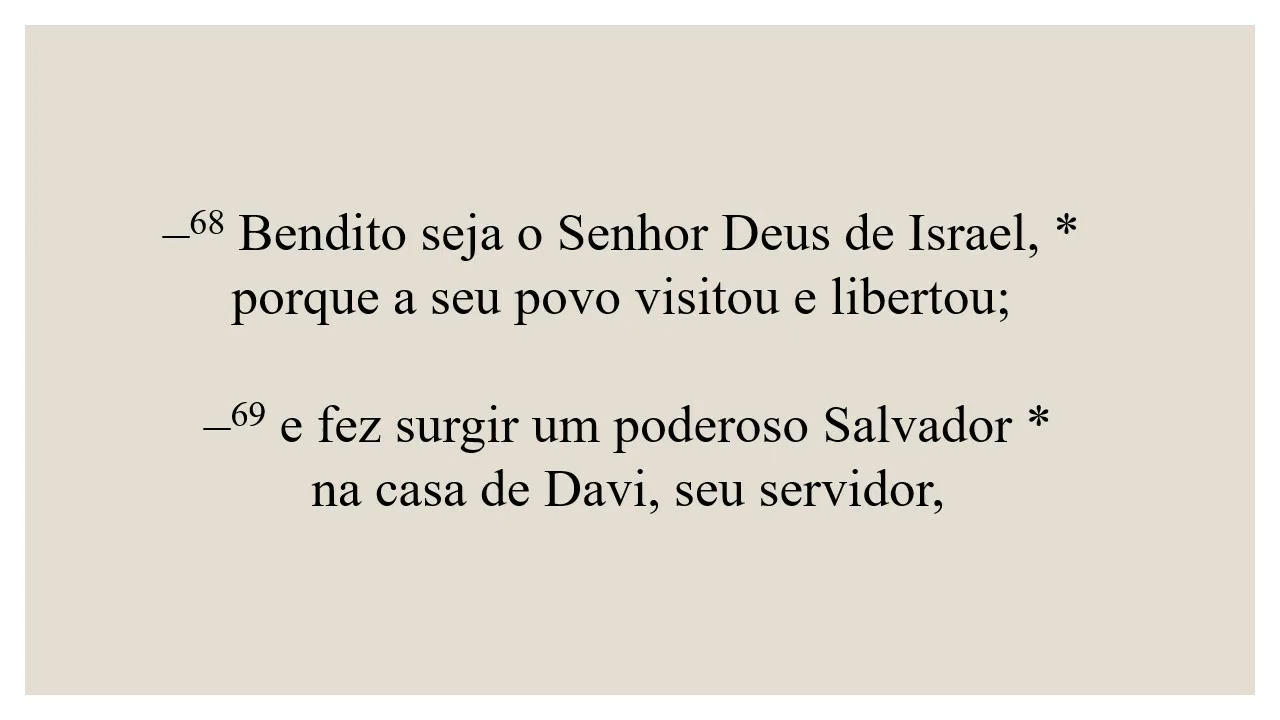 –⁶⁸ Bendito seja o Senhor Deus de Israel, *
porque a seu povo visitou e libertou;
–⁶⁹ e fez surgir um poderoso Salvador *
na casa de Davi, seu servidor,